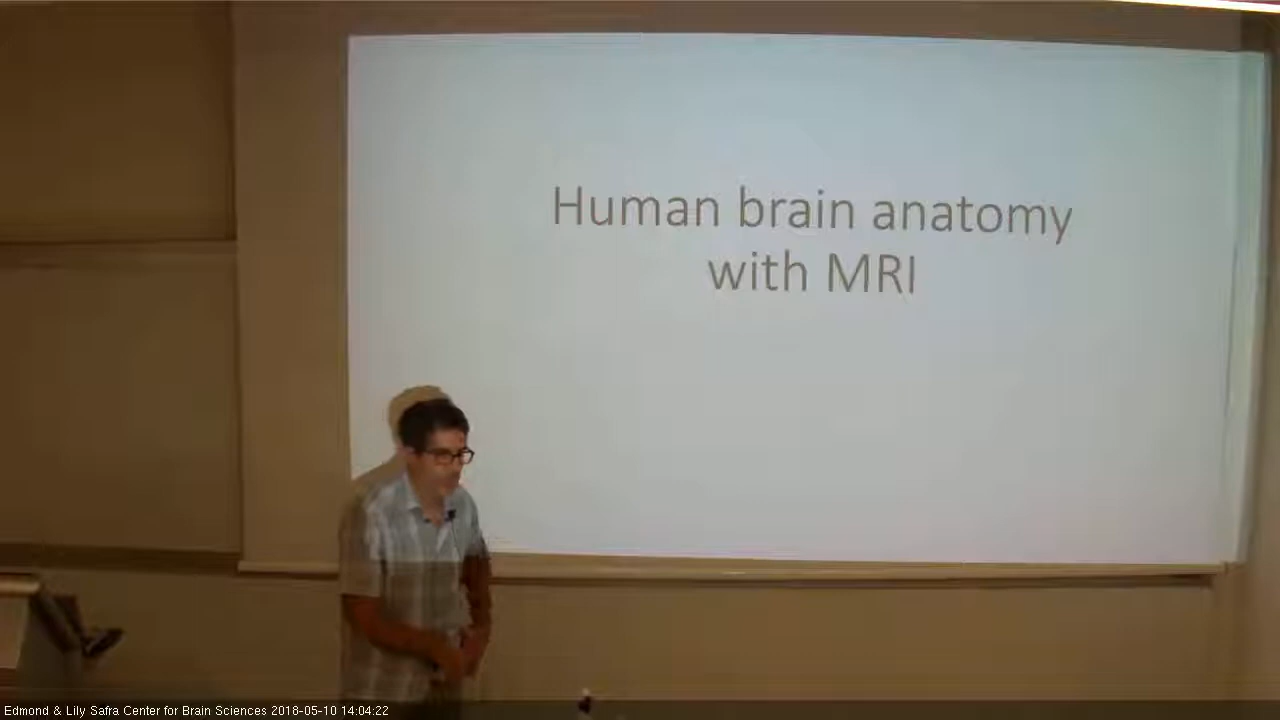 Human brain anatomy
with MRI
Edmond & Lily Safra Center for Brain Sciences 2018-05-10 14:04:22